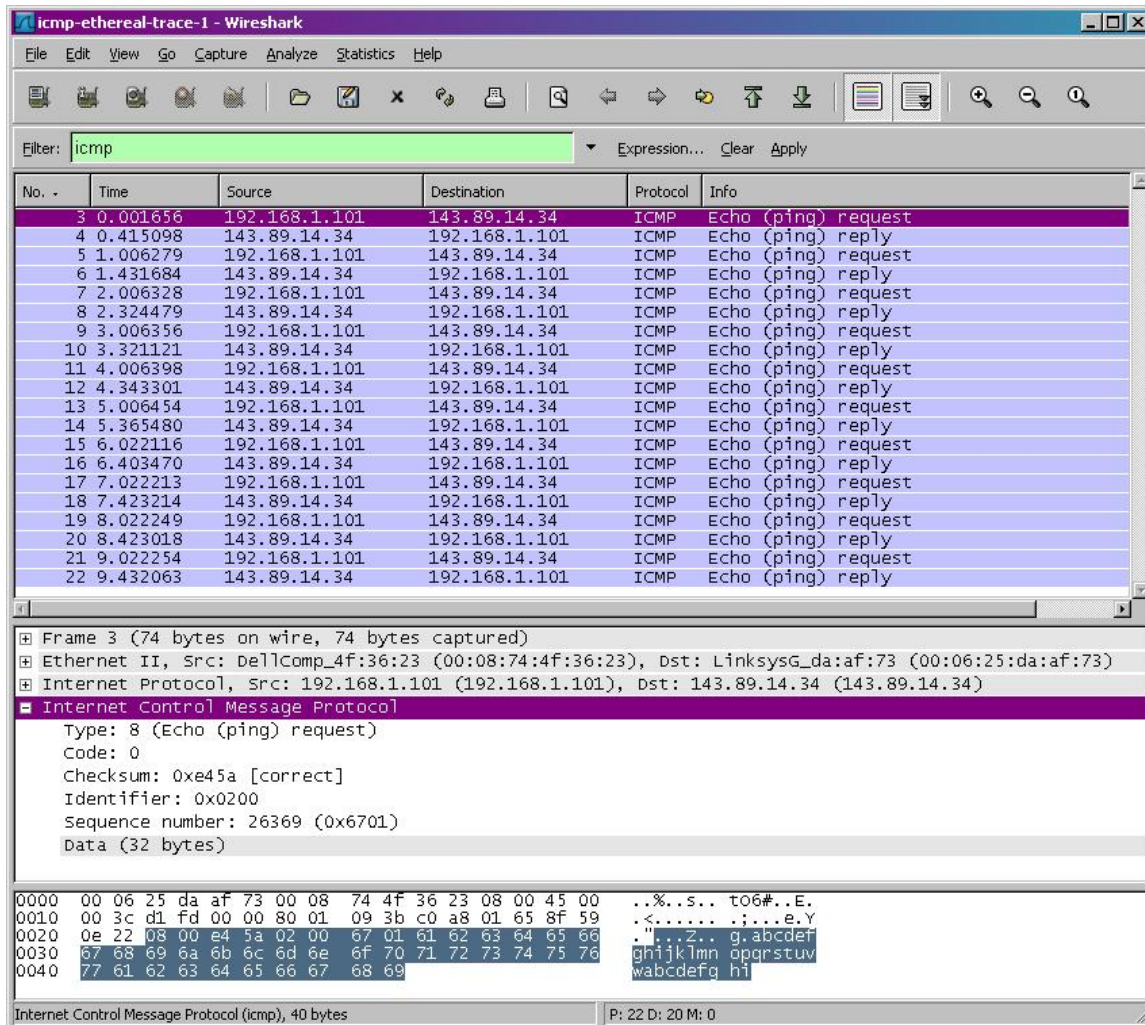 icmp-ethereal-trace-1 - Wireshark
File Edit View Go Capture Analyze Statistics Help
Filter: icmp Expression... Clear Apply
No. Time Source Destination Protocol Info
3 0.001656 192.168.1.101 143.89.14.34 ICMP Echo (ping) request
4 0.415098 143.89.14.34 192.168.1.101 ICMP Echo (ping) reply
5 1.006279 192.168.1.101 143.89.14.34 ICMP Echo (ping) request
6 1.431684 143.89.14.34 192.168.1.101 ICMP Echo (ping) reply
7 2.006328 192.168.1.101 143.89.14.34 ICMP Echo (ping) request
8 2.324479 143.89.14.34 192.168.1.101 ICMP Echo (ping) reply
9 3.006356 192.168.1.101 143.89.14.34 ICMP Echo (ping) request
10 3.321121 143.89.14.34 192.168.1.101 ICMP Echo (ping) reply
11 4.006398 192.168.1.101 143.89.14.34 ICMP Echo (ping) request
12 4.343301 143.89.14.34 192.168.1.101 ICMP Echo (ping) reply
13 5.006454 192.168.1.101 143.89.14.34 ICMP Echo (ping) request
14 5.365480 143.89.14.34 192.168.1.101 ICMP Echo (ping) reply
15 6.022116 192.168.1.101 143.89.14.34 ICMP Echo (ping) request
16 6.403470 143.89.14.34 192.168.1.101 ICMP Echo (ping) reply
17 7.022213 192.168.1.101 143.89.14.34 ICMP Echo (ping) request
18 7.423214 143.89.14.34 192.168.1.101 ICMP Echo (ping) reply
19 8.022249 192.168.1.101 143.89.14.34 ICMP Echo (ping) request
20 8.423018 143.89.14.34 192.168.1.101 ICMP Echo (ping) reply
21 9.022254 192.168.1.101 143.89.14.34 ICMP Echo (ping) request
22 9.432063 143.89.14.34 192.168.1.101 ICMP Echo (ping) reply
Frame 3 (74 bytes on wire, 74 bytes captured)
Ethernet II, Src: DellComp_4f:36:23 (00:08:74:4f:36:23), Dst: LinksysG_da:af:73 (00:06:25:da:af:73)
Internet Protocol, Src: 192.168.1.101 (192.168.1.101), Dst: 143.89.14.34 (143.89.14.34)
Internet Control Message Protocol
Type: 8 (Echo (ping) request)
Code: 0
Checksum: 0xe45a [correct]
Identifier: 0x0200
Sequence number: 26369 (0x6701)
Data (32 bytes)
0000 00 06 25 da af 73 00 08 74 4f 36 23 08 00 45 00 ..%..s.. tO6#..E.
0010 00 3c d1 fd 00 00 80 01 09 3b c0 a8 01 65 8f 59 .<...... .;...e.Y
0020 0e 22 08 00 e4 5a 02 00 67 01 61 62 63 64 65 66 ."...Z.. g.abcdef
0030 67 68 69 6a 6b 6c 6d 6e 6f 70 71 72 73 74 75 76 ghijklmn opqrstuv
0040 77 61 62 63 64 65 66 67 68 69 wabcdefg hi
Internet Control Message Protocol (icmp), 40 bytes P: 22 D: 20 M: 0